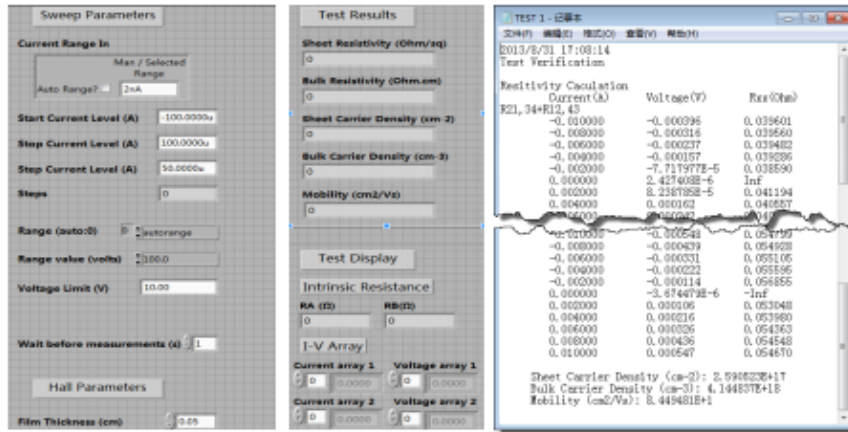 Sweep Parameters
Current Range In
Man / Selected
Range
Auto Range?
2nA
Start Current Level (A)
-100.0000u
Stop Current Level (A)
100.0000u
Step Current Level (A)
50.0000u
Steps
0
Range (auto:0)
0
autorange
Range value (volts)
100.0
Voltage Limit (V)
10.00
Wait before measurements (s)
1
Hall Parameters
Film Thickness (cm)
0.05
Test Results
Sheet Resistivity (Ohm/sq)
0
Bulk Resistivity (Ohm.cm)
0
Sheet Carrier Density (cm-2)
0
Bulk Carrier Density (cm-3)
0
Mobility (cm2/Vs)
0
Test Display
Intrinsic Resistance
RA (Ω) RB(Ω)
0 0
I-V Array
Current array 1 Voltage array 1
0 0.0000 0 0.0000
Current array 2 Voltage array 2
0 0.0000 0 0.0000
TEST 1 - 记事本
文件(F) 编辑(E) 格式(O) 查看(V) 帮助(H)
2013/8/31 17:08:14
Test Verification
Resitivity Caculation
Current(A) Voltage(V) Rxx(Ohm)
R21,34+R12,43
-0.010000 -0.000396 0.039601
-0.008000 -0.000316 0.039560
-0.006000 -0.000237 0.039482
-0.004000 -0.000157 0.039286
-0.002000 -7.717977E-5 0.038590
0.000000 2.427408E-6 Inf
0.002000 8.238785E-5 0.041194
0.004000 0.000162 0.040557
-0.010000 -0.000548 0.054799
-0.008000 -0.000439 0.054928
-0.006000 -0.000331 0.055105
-0.004000 -0.000222 0.055595
-0.002000 -0.000114 0.056855
0.000000 -3.674479E-6 -Inf
0.002000 0.000106 0.053048
0.004000 0.000216 0.053980
0.006000 0.000326 0.054363
0.008000 0.000436 0.054548
0.010000 0.000547 0.054670
Sheet Carrier Density (cm-2): 2.590523E+17
Bulk Carrier Density (cm-3): 4.144837E+18
Mobility (cm2/Vs): 8.449481E+1